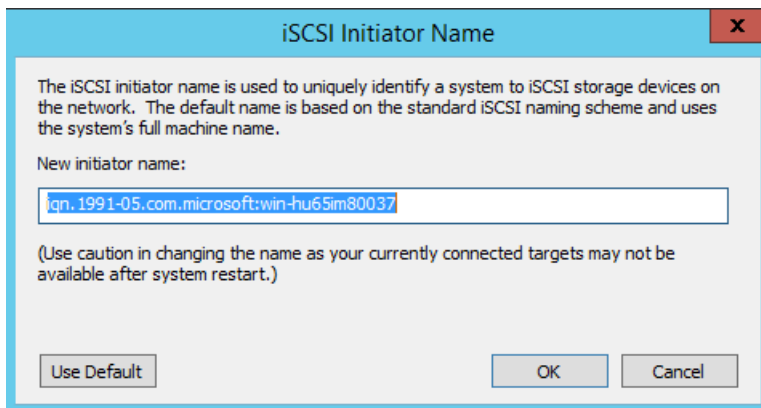 iSCSI Initiator Name
x
The iSCSI initiator name is used to uniquely identify a system to iSCSI storage devices on
the network.  The default name is based on the standard iSCSI naming scheme and uses
the system's full machine name.
New initiator name:
iqn.1991-05.com.microsoft:win-hu65im80037
(Use caution in changing the name as your currently connected targets may not be
available after system restart.)
Use Default
OK
Cancel